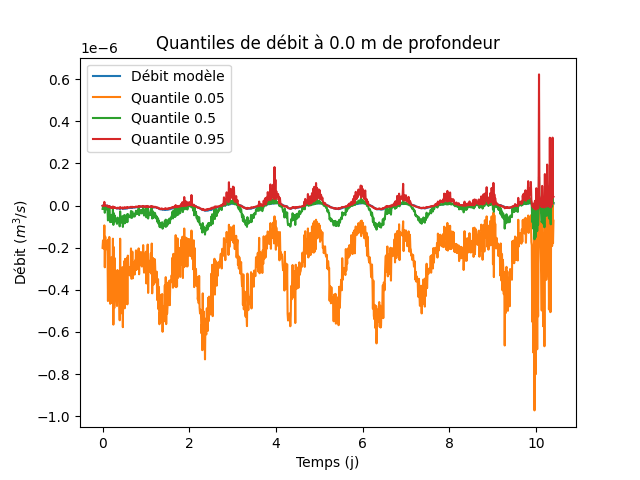 Quantiles de débit à 0.0 m de profondeur
1e−6
Débit modèle
Quantile 0.05
Quantile 0.5
Quantile 0.95
0.6
0.4
0.2
0.0
−0.2
−0.4
−0.6
−0.8
−1.0
Débit (m³/s)
0 2 4 6 8 10
Temps (j)